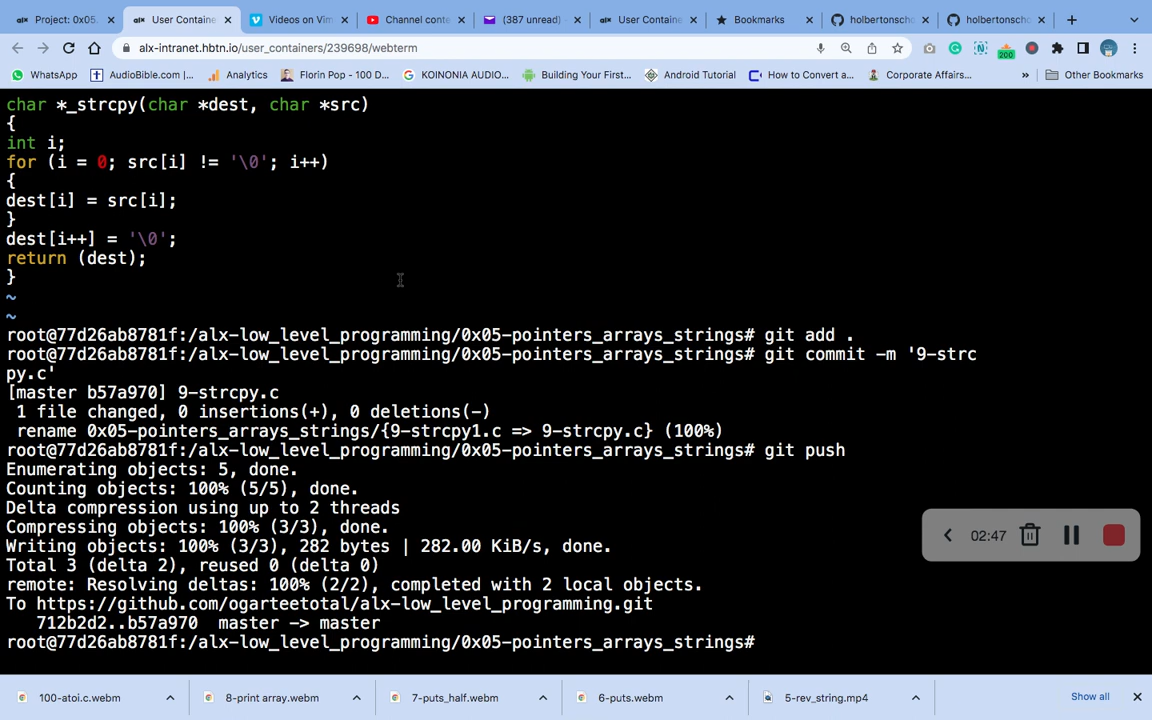 Project: 0x05.
User Containe
Videos on Vim
Channel conte
(387 unread)
User Containe
Bookmarks
holbertonscho
holbertonscho
alx-intranet.hbtn.io/user_containers/239698/webterm
200
WhatsApp
AudioBible.com |...
Analytics
Florin Pop - 100 D...
KOINONIA AUDIO...
Building Your First...
Android Tutorial
How to Convert a...
Corporate Affairs...
»
Other Bookmarks
char *_strcpy(char *dest, char *src)
{
int i;
for (i = 0; src[i] != '\0'; i++)
{
dest[i] = src[i];
}
dest[i++] = '\0';
return (dest);
}
~
~
root@77d26ab8781f:/alx-low_level_programming/0x05-pointers_arrays_strings# git add .
root@77d26ab8781f:/alx-low_level_programming/0x05-pointers_arrays_strings# git commit -m '9-strc
py.c'
[master b57a970] 9-strcpy.c
1 file changed, 0 insertions(+), 0 deletions(-)
rename 0x05-pointers_arrays_strings/{9-strcpy1.c => 9-strcpy.c} (100%)
root@77d26ab8781f:/alx-low_level_programming/0x05-pointers_arrays_strings# git push
Enumerating objects: 5, done.
Counting objects: 100% (5/5), done.
Delta compression using up to 2 threads
Compressing objects: 100% (3/3), done.
Writing objects: 100% (3/3), 282 bytes | 282.00 KiB/s, done.
Total 3 (delta 2), reused 0 (delta 0)
remote: Resolving deltas: 100% (2/2), completed with 2 local objects.
To https://github.com/ogarteetotal/alx-low_level_programming.git
712b2d2..b57a970  master -> master
root@77d26ab8781f:/alx-low_level_programming/0x05-pointers_arrays_strings#
02:47
100-atoi.c.webm
8-print array.webm
7-puts_half.webm
6-puts.webm
5-rev_string.mp4
Show all